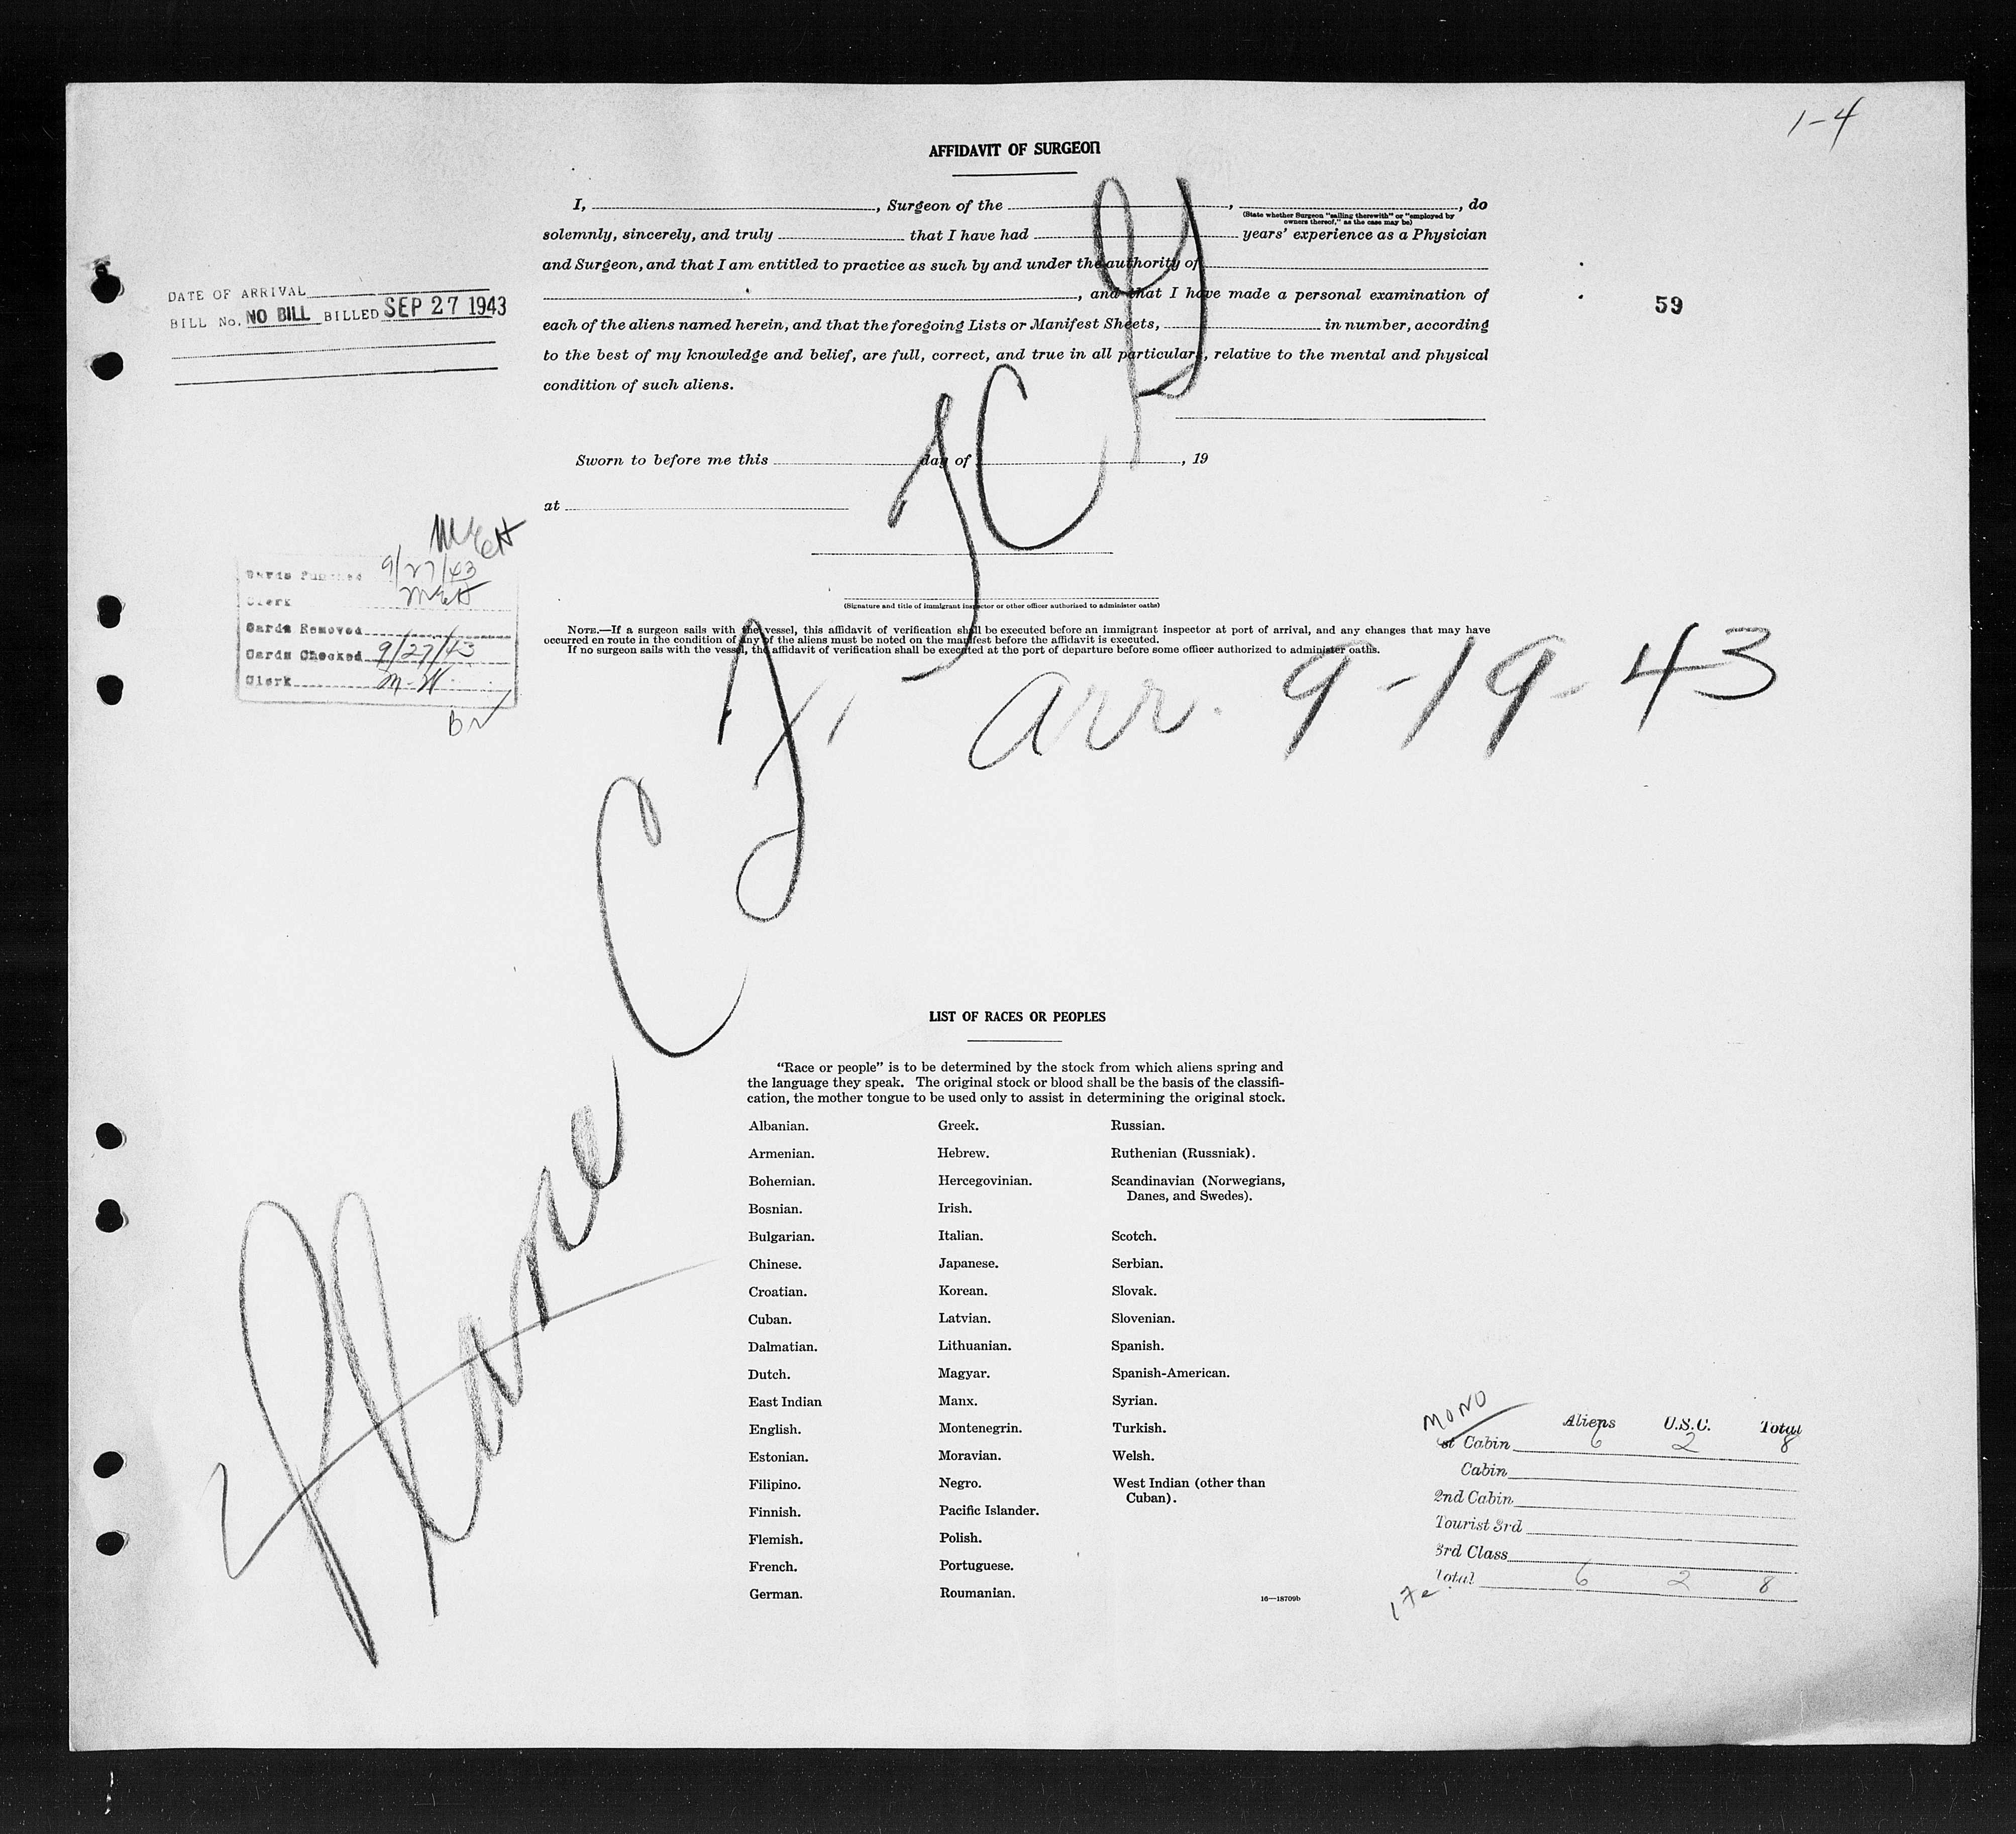 1-4
AFFIDAVIT OF SURGEON
I, , Surgeon of the , , do
(State whether Surgeon "sailing therewith" or "employed by
owners thereof," as the case may be)
solemnly, sincerely, and truly that I have had years' experience as a Physician
and Surgeon, and that I am entitled to practice as such by and under the authority of
, and that I have made a personal examination of
each of the aliens named herein, and that the foregoing Lists or Manifest Sheets, in number, according
to the best of my knowledge and belief, are full, correct, and true in all particulars, relative to the mental and physical
condition of such aliens.
DATE OF ARRIVAL
BILL No. NO BILL BILLED SEP 27 1943
59
Sworn to before me this day of , 19
at
(Signature and title of immigrant inspector or other officer authorized to administer oaths)
NOTE.—If a surgeon sails with the vessel, this affidavit of verification shall be executed before an immigrant inspector at port of arrival, and any changes that may have
occurred en route in the condition of any of the aliens must be noted on the manifest before the affidavit is executed.
If no surgeon sails with the vessel, the affidavit of verification shall be executed at the port of departure before some officer authorized to administer oaths.
Cards Punched 9/27/43
Clerk
Cards Removed
Cards Checked 9/27/43
Clerk M-W
Plane C
arr. 9-19-43
LIST OF RACES OR PEOPLES
"Race or people" is to be determined by the stock from which aliens spring and
the language they speak. The original stock or blood shall be the basis of the classifi-
cation, the mother tongue to be used only to assist in determining the original stock.
Albanian.
Armenian.
Bohemian.
Bosnian.
Bulgarian.
Chinese.
Croatian.
Cuban.
Dalmatian.
Dutch.
East Indian
English.
Estonian.
Filipino.
Finnish.
Flemish.
French.
German.
Greek.
Hebrew.
Hercegovinian.
Irish.
Italian.
Japanese.
Korean.
Latvian.
Lithuanian.
Magyar.
Manx.
Montenegrin.
Moravian.
Negro.
Pacific Islander.
Polish.
Portuguese.
Roumanian.
Russian.
Ruthenian (Russniak).
Scandinavian (Norwegians,
Danes, and Swedes).
Scotch.
Serbian.
Slovak.
Slovenian.
Spanish.
Spanish-American.
Syrian.
Turkish.
Welsh.
West Indian (other than
Cuban).
16—18709b
MONO
Aliens U.S.C. Total
st Cabin 6 2 8
Cabin
2nd Cabin
Tourist 3rd
3rd Class
Total 6 2 8